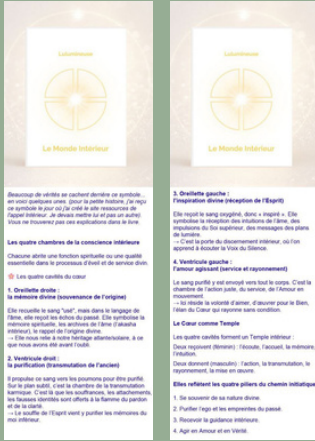 Lulumineuse
Le Monde Intérieur
Beaucoup de vérités se cachent derrière ce symbole...
en voici quelques unes. (pour la petite histoire, j'ai reçu
ce symbole le jour où j'ai créé le site ressources de
l'appel Intérieur. Je devais mettre lui et pas un autre)
Vous ne trouverez pas ces explications dans le livre.
Les quatre chambres de la conscience intérieure
Chacune abrite une fonction spirituelle ou une qualité
essentielle dans le processus d'éveil et de service divin.
Les quatre cavités du cœur
1. Oreillette droite :
la mémoire divine (souvenance de l'origine)
Elle recueille le sang "usé", mais dans le langage de
l'âme, elle reçoit les échos du passé. Elle symbolise la
mémoire spirituelle, les archives de l'âme (l'akasha
intérieur), le rappel de l'origine divine.
→ Elle nous relie à notre héritage atlante/solaire, à ce
que nous avons été avant l'oubli.
2. Ventricule droit :
la purification (transmutation de l'ancien)
Il propulse ce sang vers les poumons pour être purifié.
Sur le plan subtil, c'est la chambre de la transmutation
karmique. C'est là que les souffrances, les attachements,
les fausses identités sont offerts à la flamme du pardon
et de la clarté.
→ Le souffle de l'Esprit vient y purifier les mémoires du
moi inférieur.
Lulumineuse
Le Monde Intérieur
3. Oreillette gauche :
l'inspiration divine (réception de l'Esprit)
Elle reçoit le sang oxygéné, donc « inspiré ». Elle
symbolise la réception des intuitions de l'âme, des
impulsions du Soi supérieur, des messages des plans
de lumière.
→ C'est la porte du discernement intérieur, où l'on
apprend à écouter la Voix du Silence.
4. Ventricule gauche :
l'amour agissant (service et rayonnement)
Le sang purifié y est envoyé vers tout le corps. C'est la
chambre de l'action juste, du service, de l'Amour en
mouvement.
→ Ici réside la volonté d'aimer, d'œuvrer pour le Bien,
l'élan du Cœur qui rayonne sans condition.
Le Cœur comme Temple
Les quatre cavités forment un Temple intérieur :
Deux reçoivent (féminin) : l'écoute, l'accueil, la mémoire,
l'intuition.
Deux donnent (masculin) : l'action, la transmutation, le
rayonnement, la mise en œuvre.
Elles reflètent les quatre piliers du chemin initiatique
1. Se souvenir de sa nature divine.
2. Purifier l'ego et les empreintes du passé.
3. Recevoir la guidance intérieure.
4. Agir en Amour et en Vérité.